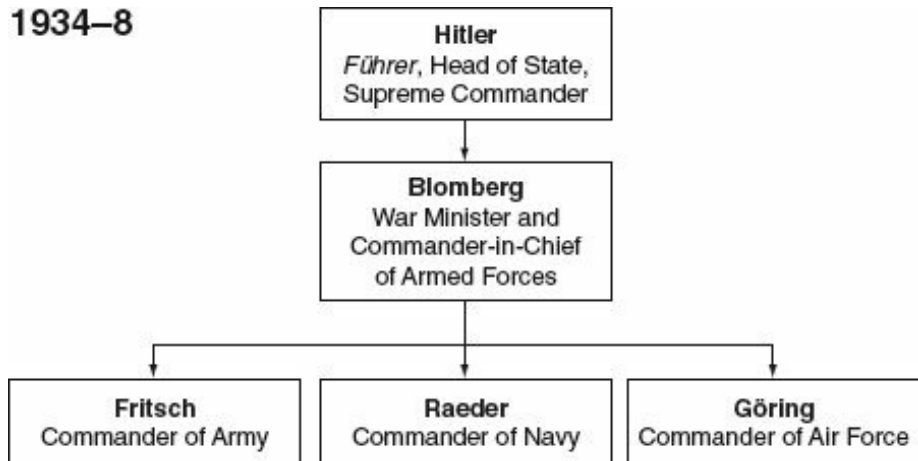 1934–8
Hitler
Führer, Head of State,
Supreme Commander
Blomberg
War Minister and
Commander-in-Chief
of Armed Forces
Fritsch
Commander of Army
Raeder
Commander of Navy
Göring
Commander of Air Force